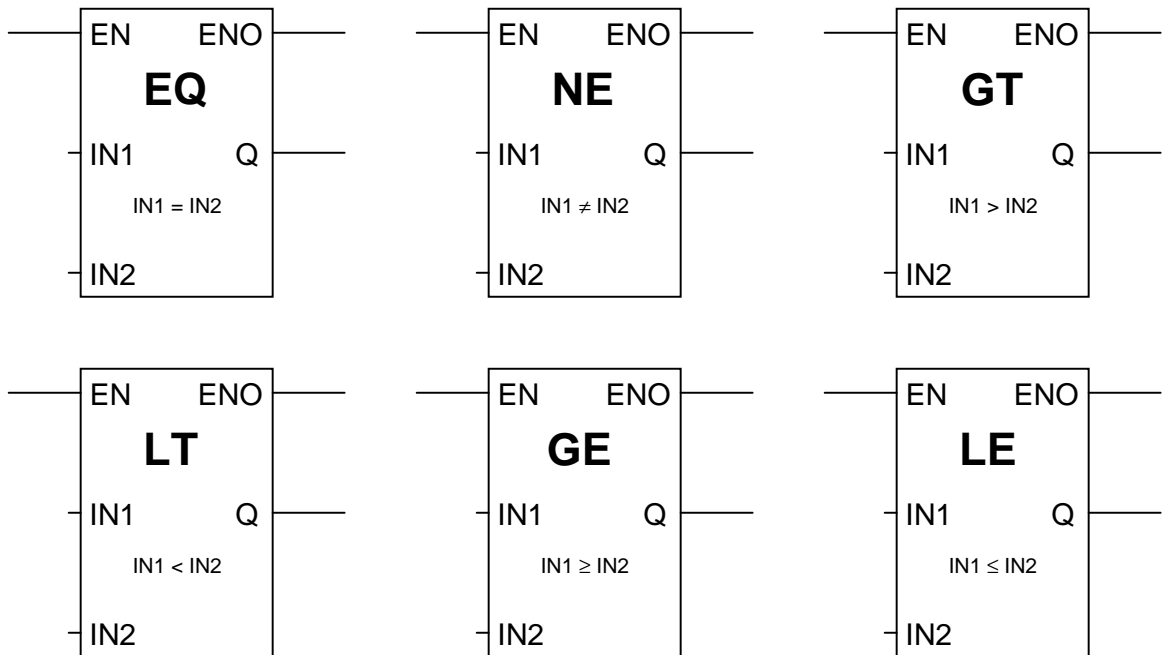 EN ENO EN ENO EN ENO
EQ NE GT
IN1 Q IN1 Q IN1 Q
IN1 = IN2 IN1 ≠ IN2 IN1 > IN2
IN2 IN2 IN2
EN ENO EN ENO EN ENO
LT GE LE
IN1 Q IN1 Q IN1 Q
IN1 < IN2 IN1 ≥ IN2 IN1 ≤ IN2
IN2 IN2 IN2